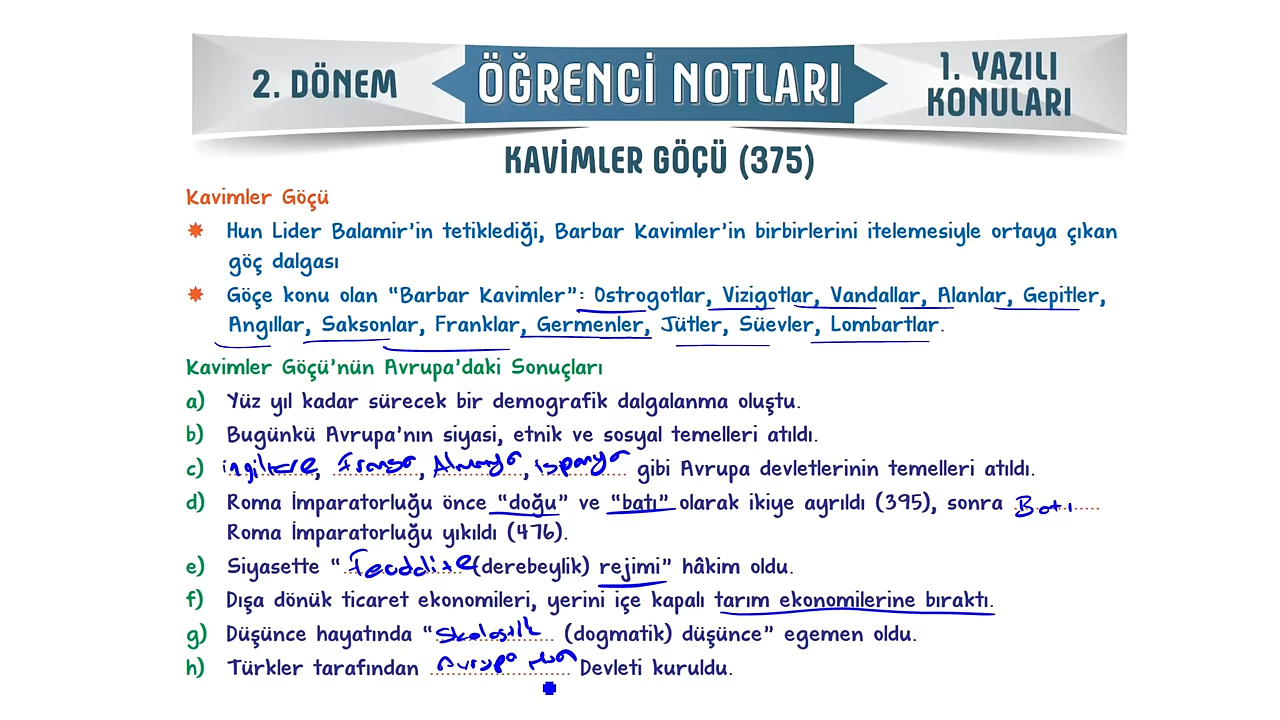 2. DÖNEM
ÖĞRENCİ NOTLARI
1. YAZILI
KONULARI
KAVİMLER GÖÇÜ (375)
Kavimler Göçü
Hun Lider Balamir'in tetiklediği, Barbar Kavimler'in birbirlerini itelemesiyle ortaya çıkan
göç dalgası
Göçe konu olan "Barbar Kavimler": Ostrogotlar, Vizigotlar, Vandallar, Alanlar, Gepitler,
Angıllar, Saksonlar, Franklar, Germenler, Jütler, Süevler, Lombartlar.
Kavimler Göçü'nün Avrupa'daki Sonuçları
a) Yüz yıl kadar sürecek bir demografik dalgalanma oluştu.
b) Bugünkü Avrupa'nın siyasi, etnik ve sosyal temelleri atıldı.
c) ingiltere, Fransa, Almanya, ispanya gibi Avrupa devletlerinin temelleri atıldı.
d) Roma İmparatorluğu önce "doğu" ve "batı" olarak ikiye ayrıldı (395), sonra Batı
Roma İmparatorluğu yıkıldı (476).
e) Siyasette "Feodalite (derebeylik) rejimi" hâkim oldu.
f) Dışa dönük ticaret ekonomileri, yerini içe kapalı tarım ekonomilerine bıraktı.
g) Düşünce hayatında "Skolastik (dogmatik) düşünce" egemen oldu.
h) Türkler tarafından Avrupa Hun Devleti kuruldu.